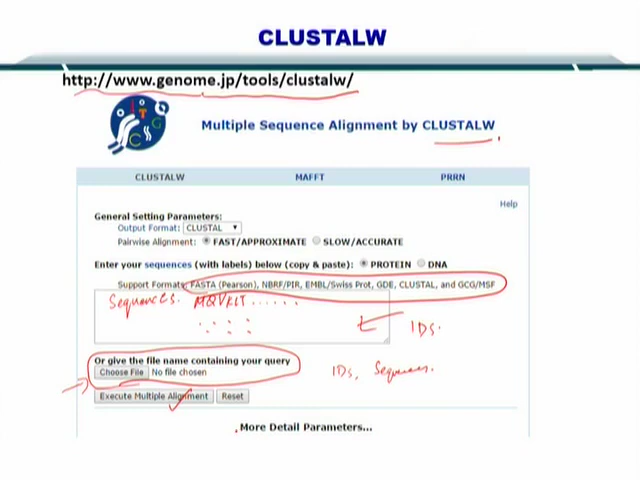 CLUSTALW
http://www.genome.jp/tools/clustalw/
Multiple Sequence Alignment by CLUSTALW
CLUSTALW MAFFT PRRN
Help
General Setting Parameters:
Output Format: CLUSTAL
Pairwise Alignment: FAST/APPROXIMATE SLOW/ACCURATE
Enter your sequences (with labels) below (copy & paste): PROTEIN DNA
Support Formats: FASTA (Pearson), NBRF/PIR, EMBL/Swiss Prot, GDE, CLUSTAL, and GCG/MSF
Sequences. MQVKIT......
IDs.
Or give the file name containing your query
Choose File No file chosen
IDs, Sequences.
Execute Multiple Alignment Reset
More Detail Parameters...